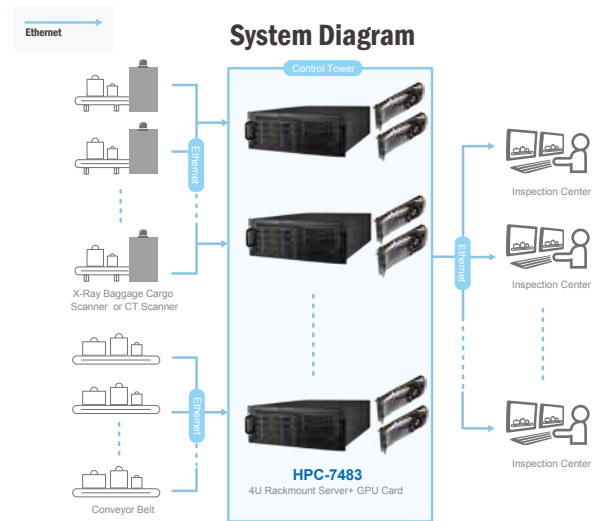 Ethernet
System Diagram
Control Tower
Ethernet
Inspection Center
Ethernet
Inspection Center
X-Ray Baggage Cargo
Scanner or CT Scanner
Ethernet
Inspection Center
HPC-7483
4U Rackmount Server+ GPU Card
Conveyor Belt